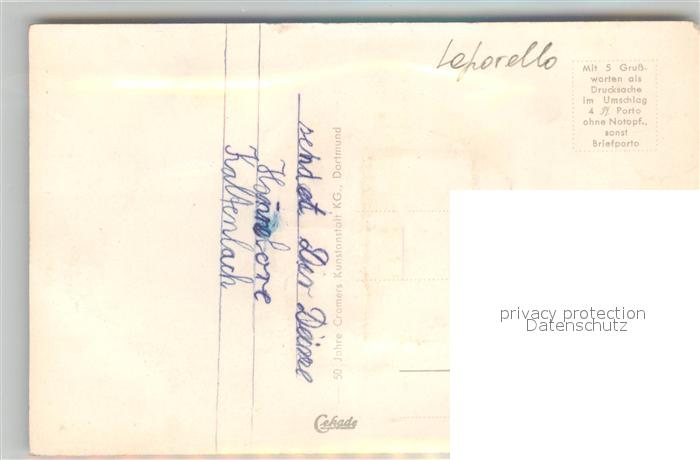 Leporello
Mit 5 Gruß-
worten als
Drucksache
im Umschlag
4 Pf. Porto
ohne Notopf.,
sonst
Briefporto
sendet Dir Deine
Hannelore
Kaltenbach
50 Jahre Cramers Kunstanstalt KG., Dortmund
Cekade
privacy protection
Datenschutz